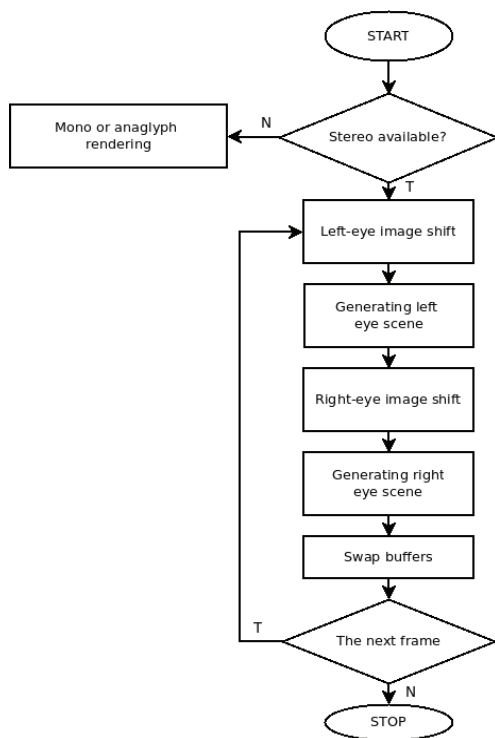 START
Stereo available?
N
Mono or anaglyph
rendering
T
Left-eye image shift
Generating left
eye scene
Right-eye image shift
Generating right
eye scene
Swap buffers
The next frame
T
N
STOP